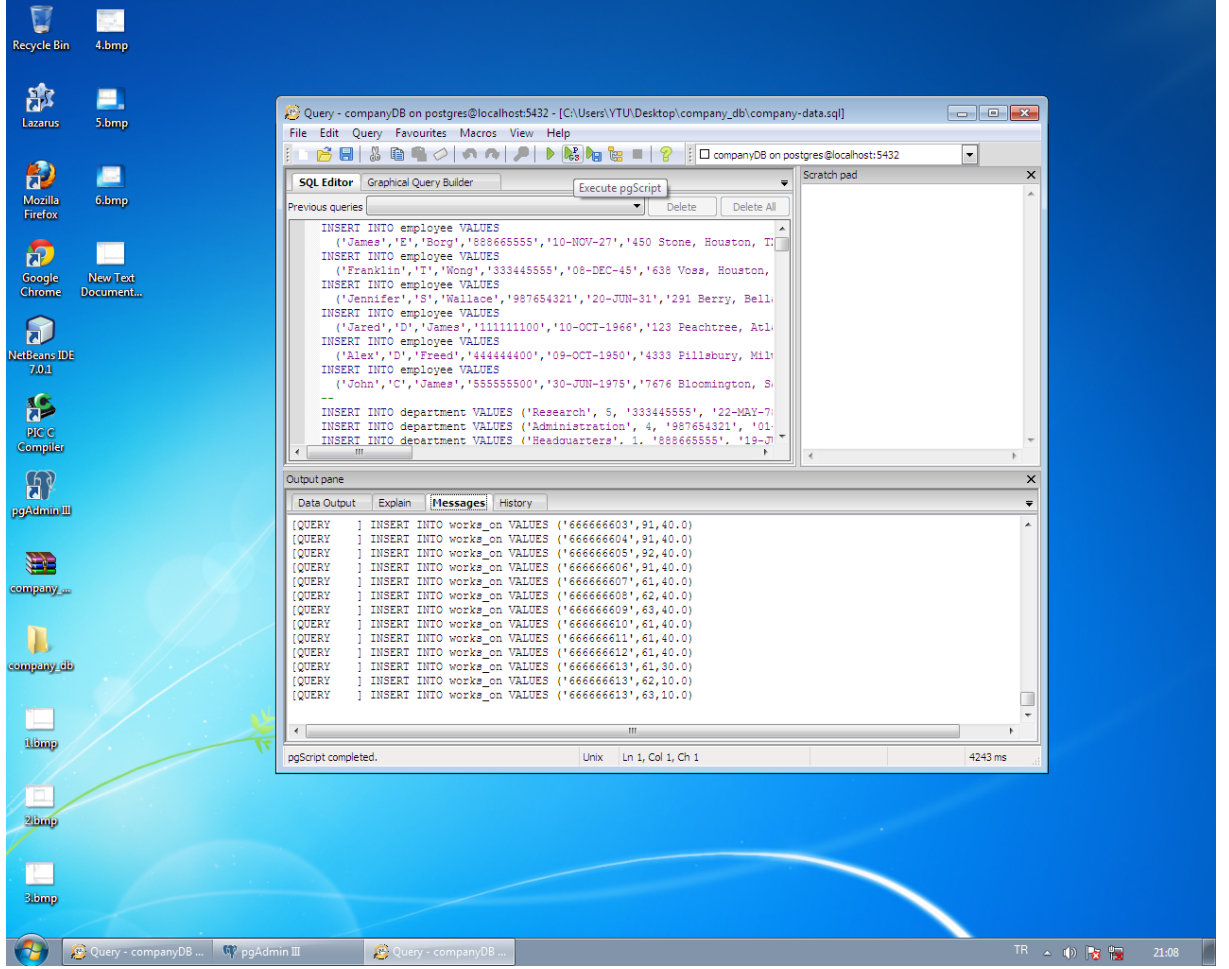 Recycle Bin
4.bmp
Lazarus
5.bmp
Mozilla
Firefox
6.bmp
Google
Chrome
New Text
Document...
NetBeans IDE
7.0.1
PIC C
Compiler
pgAdmin III
company_...
company_db
1.bmp
2.bmp
3.bmp
Query - companyDB on postgres@localhost:5432 - [C:\Users\YTU\Desktop\company_db\company-data.sql]
File Edit Query Favourites Macros View Help
companyDB on postgres@localhost:5432
SQL Editor Graphical Query Builder
Execute pgScript
Scratch pad
Previous queries Delete Delete All
INSERT INTO employee VALUES
('James','E','Borg','888665555','10-NOV-27','450 Stone, Houston,
INSERT INTO employee VALUES
('Franklin','T','Wong','333445555','08-DEC-45','638 Voss, Houston,
INSERT INTO employee VALUES
('Jennifer','S','Wallace','987654321','20-JUN-31','291 Berry,
INSERT INTO employee VALUES
('Jared','D','James','111111100','10-OCT-1966','123 Peachtree,
INSERT INTO employee VALUES
('Alex','D','Freed','444444400','09-OCT-1950','4333 Pillsbury,
INSERT INTO employee VALUES
('John','C','James','555555500','30-JUN-1975','7676 Bloomington,
--
INSERT INTO department VALUES ('Research', 5, '333445555', '22-MAY-7
INSERT INTO department VALUES ('Administration', 4, '987654321', '01-
INSERT INTO department VALUES ('Headquarters', 1, '888665555', '19-J
Output pane
Data Output Explain Messages History
[QUERY ] INSERT INTO works_on VALUES ('666666603',91,40.0)
[QUERY ] INSERT INTO works_on VALUES ('666666604',91,40.0)
[QUERY ] INSERT INTO works_on VALUES ('666666605',92,40.0)
[QUERY ] INSERT INTO works_on VALUES ('666666606',91,40.0)
[QUERY ] INSERT INTO works_on VALUES ('666666607',61,40.0)
[QUERY ] INSERT INTO works_on VALUES ('666666608',62,40.0)
[QUERY ] INSERT INTO works_on VALUES ('666666609',63,40.0)
[QUERY ] INSERT INTO works_on VALUES ('666666610',61,40.0)
[QUERY ] INSERT INTO works_on VALUES ('666666611',61,40.0)
[QUERY ] INSERT INTO works_on VALUES ('666666612',61,40.0)
[QUERY ] INSERT INTO works_on VALUES ('666666613',61,30.0)
[QUERY ] INSERT INTO works_on VALUES ('666666613',62,10.0)
[QUERY ] INSERT INTO works_on VALUES ('666666613',63,10.0)
pgScript completed. Unix Ln 1, Col 1, Ch 1 4243 ms
Query - companyDB ... pgAdmin III Query - companyDB ... TR 21:08